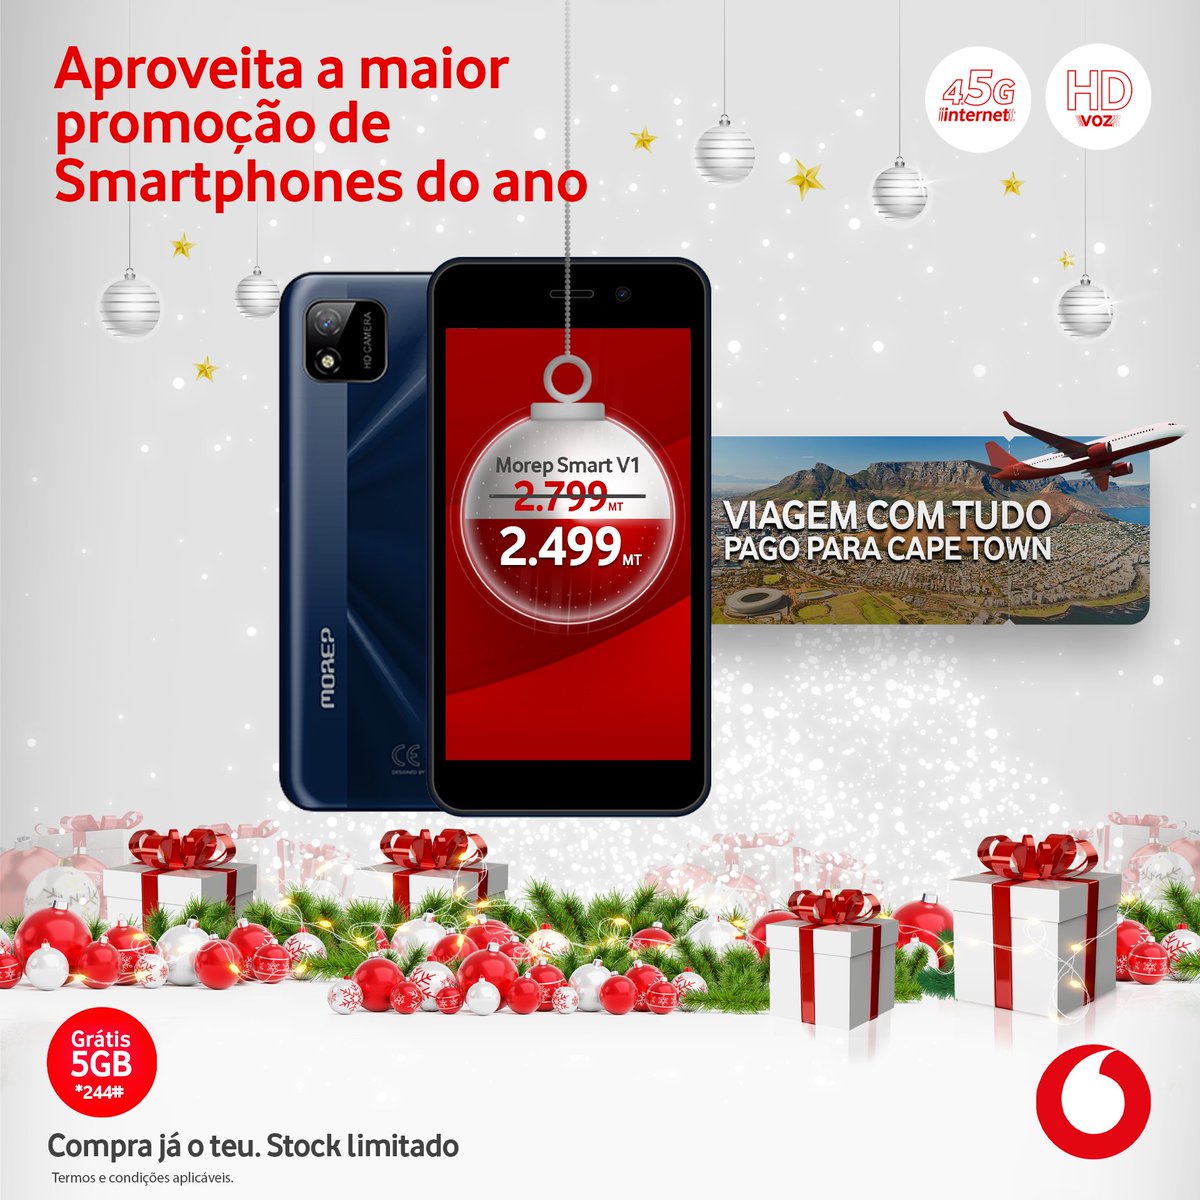 Aproveita a maior
promoção de
Smartphones do ano
4.5G
internet
HD
VOZ
HD CAMERA
MOREP
CE
DESIGNED BY
Morep Smart V1
2.799 MT
2.499 MT
VIAGEM COM TUDO
PAGO PARA CAPE TOWN
Grátis
5GB
*244#
Compra já o teu. Stock limitado
Termos e condições aplicáveis.